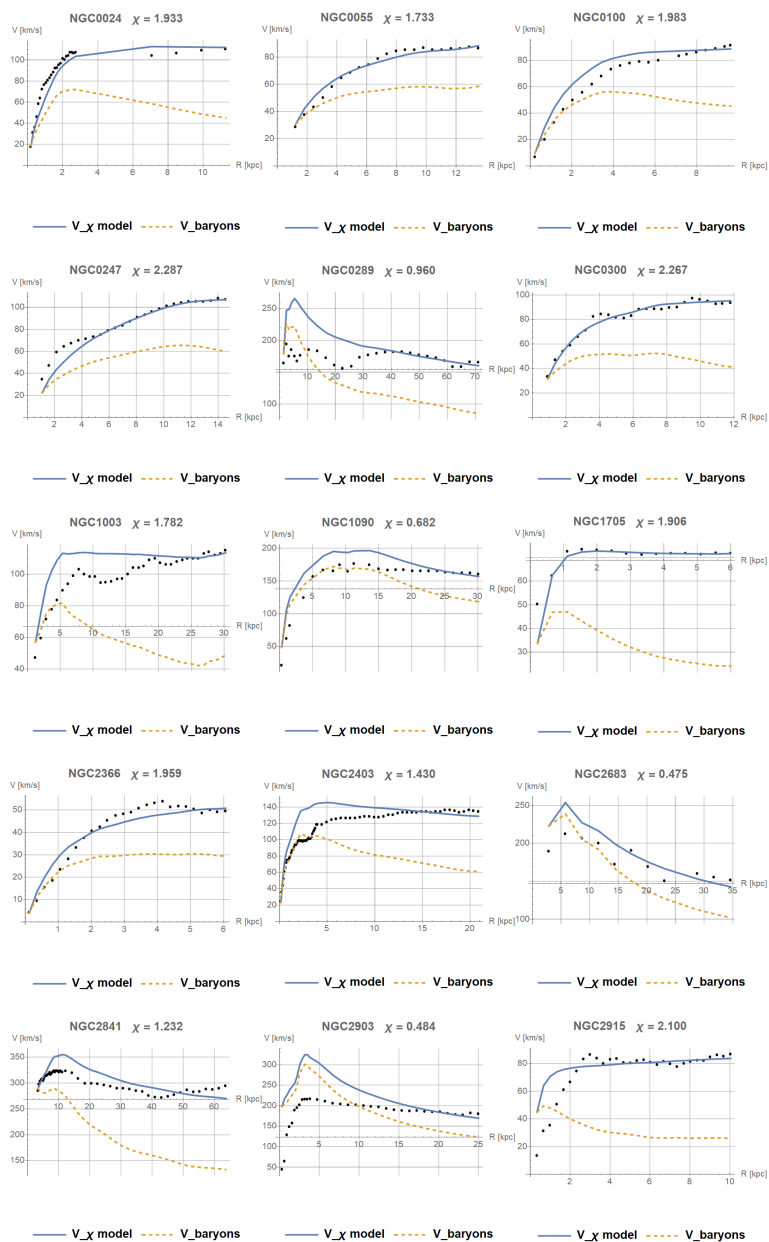 NGC0024 χ = 1.933
V [km/s]
100
80
60
40
20
2 4 6 8 10
R [kpc]
V_χ model V_baryons
NGC0055 χ = 1.733
V [km/s]
80
60
40
20
2 4 6 8 10 12
R [kpc]
V_χ model V_baryons
NGC0100 χ = 1.983
V [km/s]
80
60
40
20
2 4 6 8
R [kpc]
V_χ model V_baryons
NGC0247 χ = 2.287
V [km/s]
100
80
60
40
20
2 4 6 8 10 12 14
R [kpc]
V_χ model V_baryons
NGC0289 χ = 0.960
V [km/s]
250
200
R [kpc]
10 20 30 40 50 60 70
100
V_χ model V_baryons
NGC0300 χ = 2.267
V [km/s]
100
80
60
40
20
2 4 6 8 10 12
R [kpc]
V_χ model V_baryons
NGC1003 χ = 1.782
V [km/s]
100
80
R [kpc]
5 10 15 20 25 30
60
40
V_χ model V_baryons
NGC1090 χ = 0.682
V [km/s]
200
150
R [kpc]
5 10 15 20 25 30
100
50
V_χ model V_baryons
NGC1705 χ = 1.906
V [km/s]
R [kpc]
1 2 3 4 5 6
60
50
40
30
V_χ model V_baryons
NGC2366 χ = 1.959
V [km/s]
50
40
30
20
10
1 2 3 4 5 6
R [kpc]
V_χ model V_baryons
NGC2403 χ = 1.430
V [km/s]
140
120
100
80
60
40
20
5 10 15 20
R [kpc]
V_χ model V_baryons
NGC2683 χ = 0.475
V [km/s]
250
200
R [kpc]
5 10 15 20 25 30 35
100
V_χ model V_baryons
NGC2841 χ = 1.232
V [km/s]
350
300
R [kpc]
10 20 30 40 50 60
250
200
150
V_χ model V_baryons
NGC2903 χ = 0.484
V [km/s]
300
250
200
150
R [kpc]
5 10 15 20 25
100
50
V_χ model V_baryons
NGC2915 χ = 2.100
V [km/s]
80
60
40
20
2 4 6 8 10
R [kpc]
V_χ model V_baryons